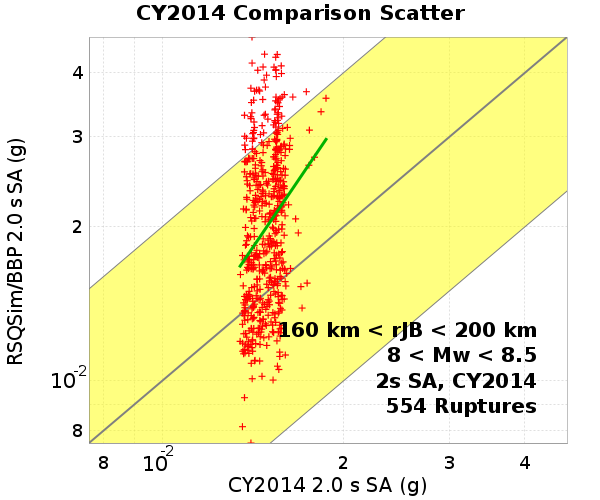 CY2014 Comparison Scatter
RSQSim/BBP 2.0 s SA (g)
4
3
2
10-2
8
160 km < rJB < 200 km
8 < Mw < 8.5
2s SA, CY2014
554 Ruptures
8 10-2 2 3 4
CY2014 2.0 s SA (g)